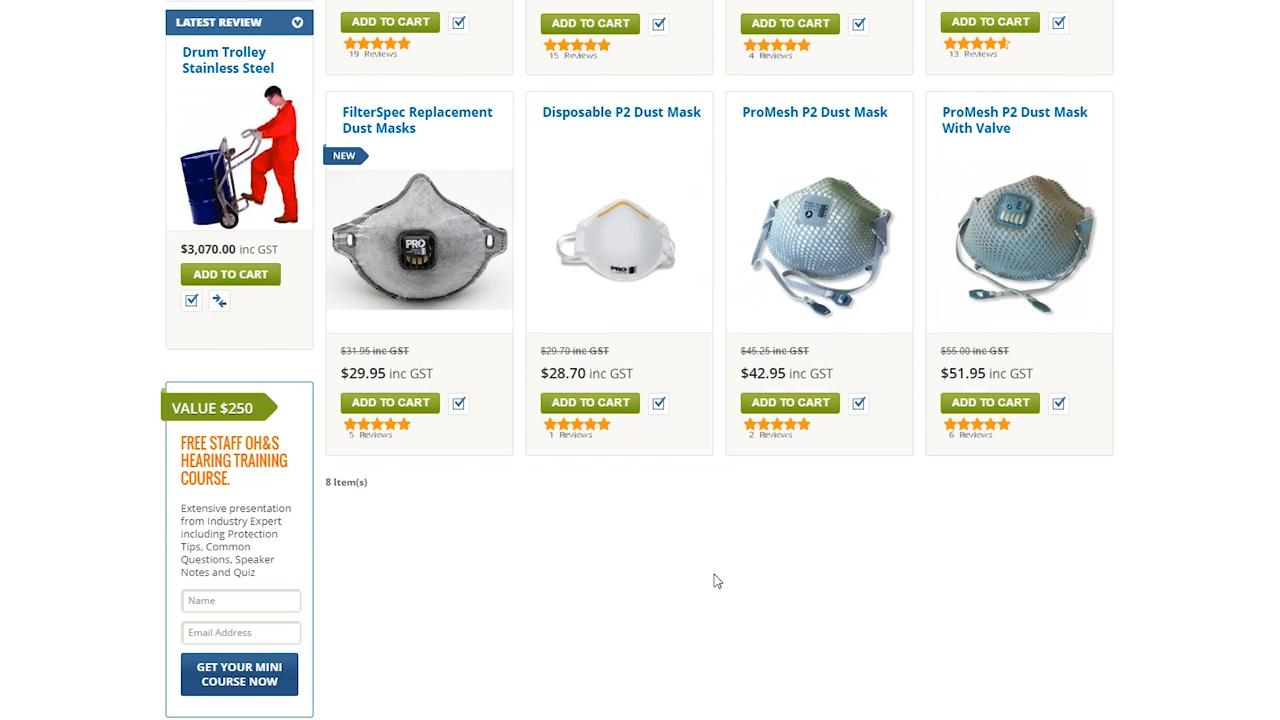 LATEST REVIEW
Drum Trolley
Stainless Steel
$3,070.00 inc GST
ADD TO CART
VALUE $250
FREE STAFF OH&S
HEARING TRAINING
COURSE.
Extensive presentation
from Industry Expert
including Protection
Tips, Common
Questions, Speaker
Notes and Quiz
Name
Email Address
GET YOUR MINI
COURSE NOW
ADD TO CART
19 Reviews
ADD TO CART
15 Reviews
ADD TO CART
4 Reviews
ADD TO CART
13 Reviews
FilterSpec Replacement
Dust Masks
NEW
PRO
$31.95 inc GST
$29.95 inc GST
ADD TO CART
5 Reviews
Disposable P2 Dust Mask
PRO
$29.70 inc GST
$28.70 inc GST
ADD TO CART
1 Reviews
ProMesh P2 Dust Mask
$45.25 inc GST
$42.95 inc GST
ADD TO CART
2 Reviews
ProMesh P2 Dust Mask
With Valve
$55.00 inc GST
$51.95 inc GST
ADD TO CART
6 Reviews
8 Item(s)